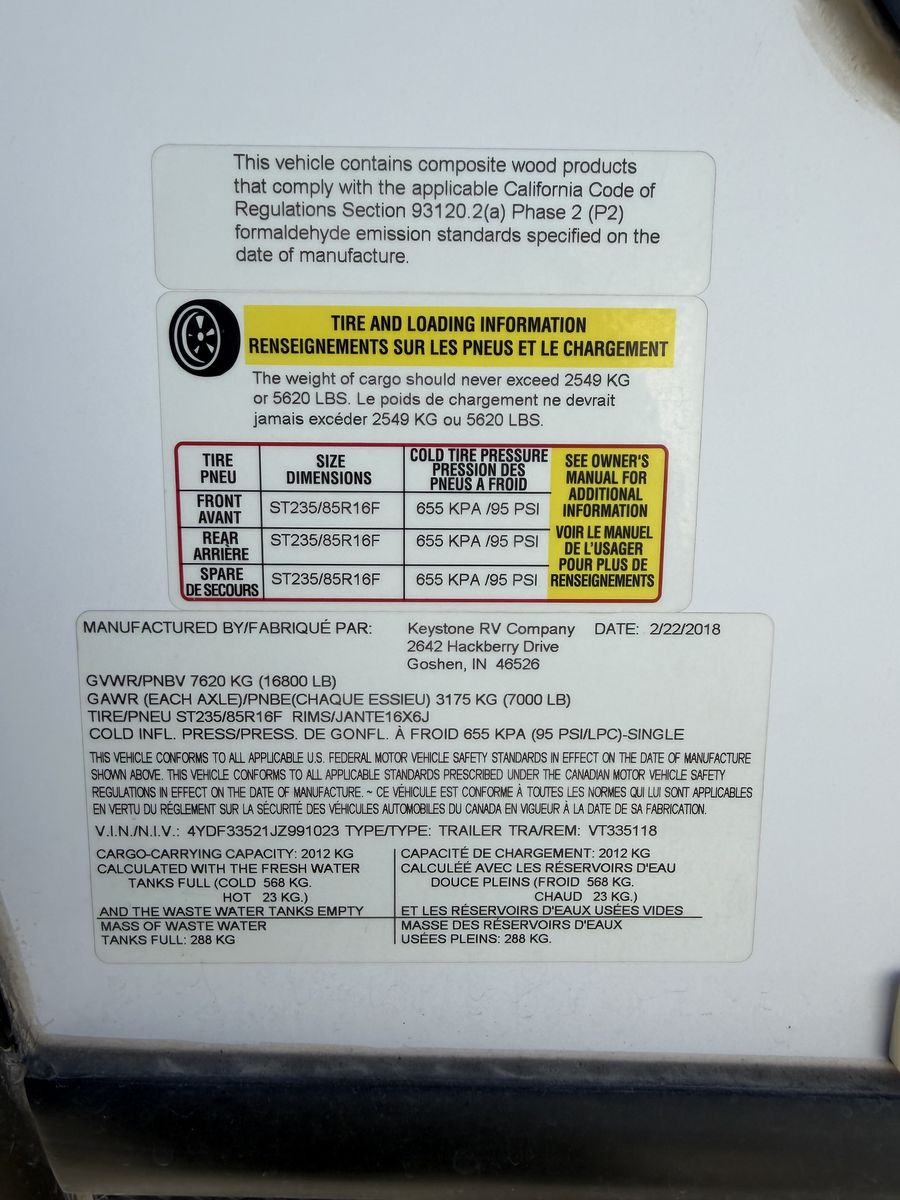 This vehicle contains composite wood products
that comply with the applicable California Code of
Regulations Section 93120.2(a) Phase 2 (P2)
formaldehyde emission standards specified on the
date of manufacture.
TIRE AND LOADING INFORMATION
RENSEIGNEMENTS SUR LES PNEUS ET LE CHARGEMENT
The weight of cargo should never exceed 2549 KG
or 5620 LBS. Le poids de chargement ne devrait
jamais excéder 2549 KG ou 5620 LBS.
TIRE
PNEU
SIZE
DIMENSIONS
COLD TIRE PRESSURE
PRESSION DES
PNEUS A FROID
FRONT
AVANT
ST235/85R16F
655 KPA /95 PSI
REAR
ARRIÈRE
ST235/85R16F
655 KPA /95 PSI
SPARE
DE SECOURS
ST235/85R16F
655 KPA /95 PSI
SEE OWNER'S
MANUAL FOR
ADDITIONAL
INFORMATION
VOIR LE MANUEL
DE L'USAGER
POUR PLUS DE
RENSEIGNEMENTS
MANUFACTURED BY/FABRIQUÉ PAR: Keystone RV Company DATE: 2/22/2018
2642 Hackberry Drive
Goshen, IN 46526
GVWR/PNBV 7620 KG (16800 LB)
GAWR (EACH AXLE)/PNBE(CHAQUE ESSIEU) 3175 KG (7000 LB)
TIRE/PNEU ST235/85R16F RIMS/JANTE16X6J
COLD INFL. PRESS/PRESS. DE GONFL. À FROID 655 KPA (95 PSI/LPC)-SINGLE
THIS VEHICLE CONFORMS TO ALL APPLICABLE U.S. FEDERAL MOTOR VEHICLE SAFETY STANDARDS IN EFFECT ON THE DATE OF MANUFACTURE
SHOWN ABOVE. THIS VEHICLE CONFORMS TO ALL APPLICABLE STANDARDS PRESCRIBED UNDER THE CANADIAN MOTOR VEHICLE SAFETY
REGULATIONS IN EFFECT ON THE DATE OF MANUFACTURE. ~ CE VÉHICULE EST CONFORME À TOUTES LES NORMES QUI LUI SONT APPLICABLES
EN VERTU DU RÉGLEMENT SUR LA SÉCURITÉ DES VÉHICULES AUTOMOBILES DU CANADA EN VIGUEUR À LA DATE DE SA FABRICATION.
V.I.N./N.I.V.: 4YDF33521JZ991023 TYPE/TYPE: TRAILER TRA/REM: VT335118
CARGO-CARRYING CAPACITY: 2012 KG
CALCULATED WITH THE FRESH WATER
TANKS FULL (COLD 568 KG.
HOT 23 KG.)
AND THE WASTE WATER TANKS EMPTY
MASS OF WASTE WATER
TANKS FULL: 288 KG
CAPACITÉ DE CHARGEMENT: 2012 KG
CALCULÉE AVEC LES RÉSERVOIRS D'EAU
DOUCE PLEINS (FROID 568 KG.
CHAUD 23 KG.)
ET LES RÉSERVOIRS D'EAUX USÉES VIDES
MASSE DES RÉSERVOIRS D'EAUX
USÉES PLEINS: 288 KG.